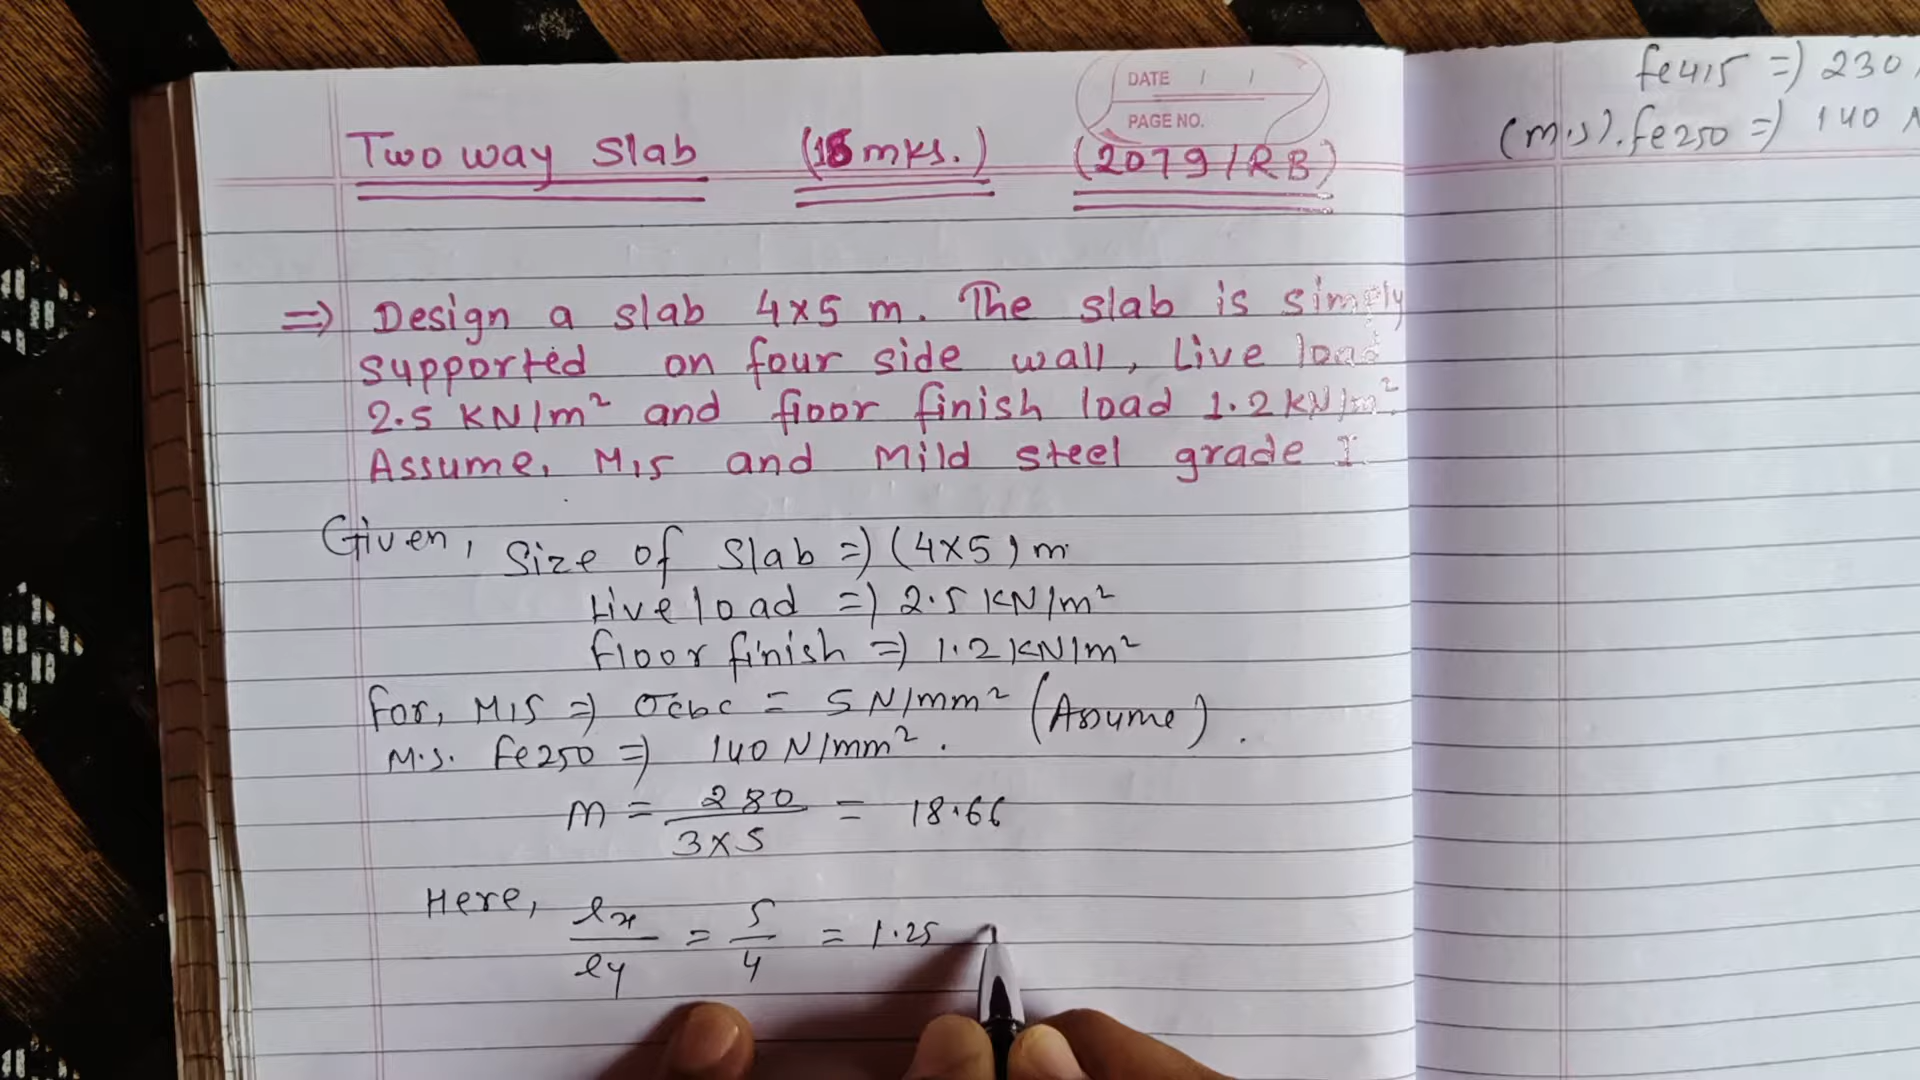 DATE / /
PAGE NO.
Two way Slab (15 mks.) (2079/RB)
=> Design a slab 4x5 m. The slab is simply
supported on four side wall, Live load
2.5 KN/m² and floor finish load 1.2 KN/m².
Assume, M15 and Mild steel grade I
Given, Size of Slab => (4x5) m
Live load => 2.5 KN/m²
floor finish => 1.2 KN/m²
For, M15 => σcbc = 5 N/mm² (Assume).
M.S. fe250 => 140 N/mm².
m = 280 / 3x5 = 18.66
Here, lx / ly = 5 / 4 = 1.25
fe415 => 230
(m.s). fe250 => 140 N